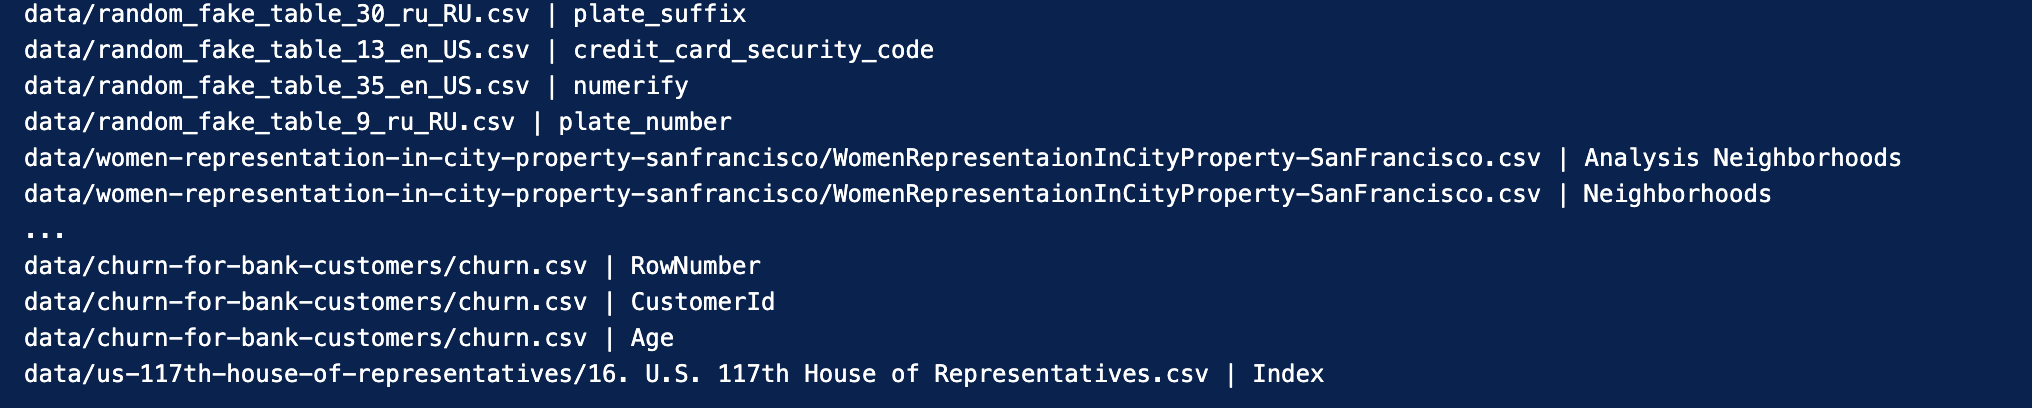 data/random_fake_table_30_ru_RU.csv | plate_suffix
data/random_fake_table_13_en_US.csv | credit_card_security_code
data/random_fake_table_35_en_US.csv | numerify
data/random_fake_table_9_ru_RU.csv | plate_number
data/women-representation-in-city-property-sanfrancisco/WomenRepresentaionInCityProperty-SanFrancisco.csv | Analysis Neighborhoods
data/women-representation-in-city-property-sanfrancisco/WomenRepresentaionInCityProperty-SanFrancisco.csv | Neighborhoods
...
data/churn-for-bank-customers/churn.csv | RowNumber
data/churn-for-bank-customers/churn.csv | CustomerId
data/churn-for-bank-customers/churn.csv | Age
data/us-117th-house-of-representatives/16. U.S. 117th House of Representatives.csv | Index